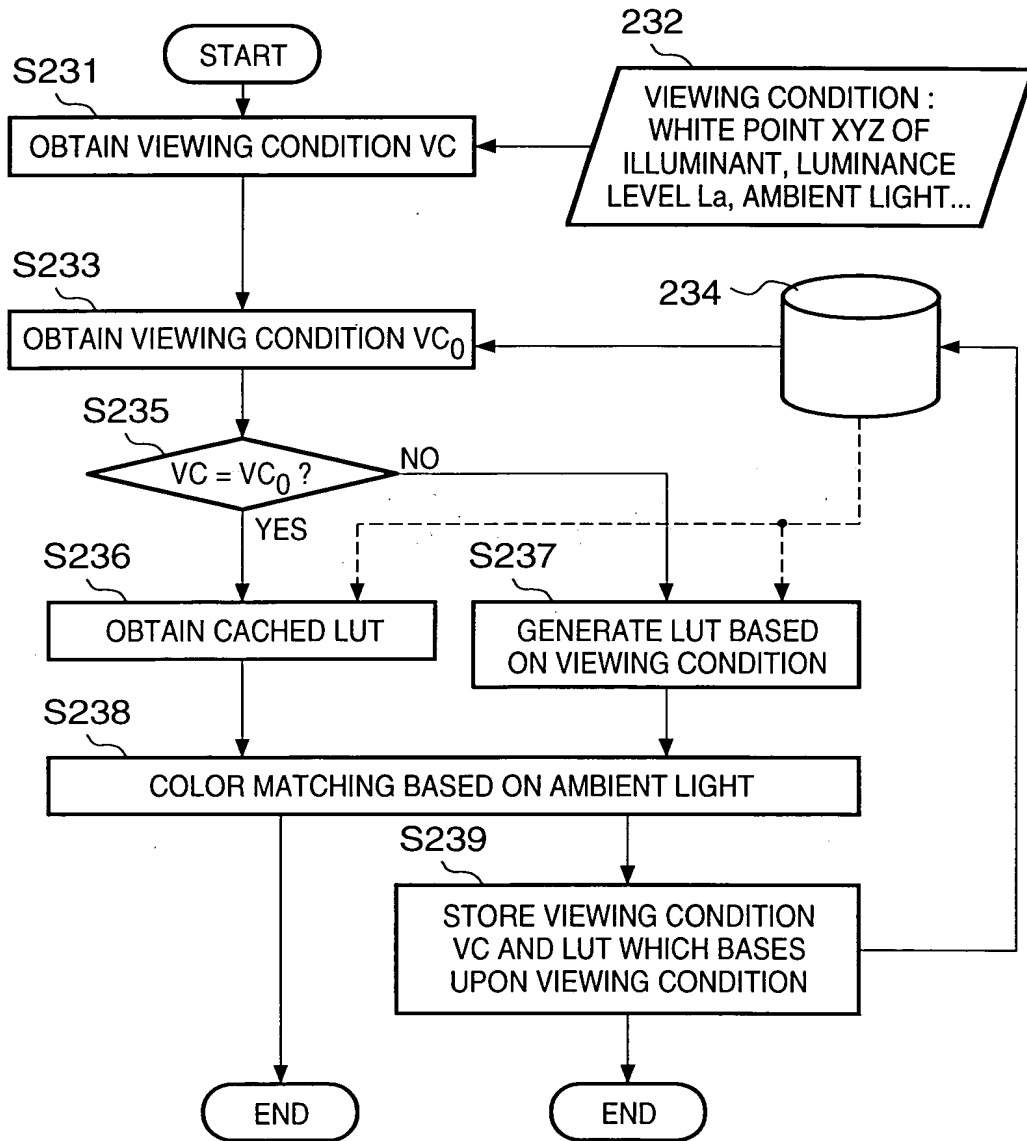 START
232
S231
VIEWING CONDITION :
WHITE POINT XYZ OF
ILLUMINANT, LUMINANCE
LEVEL La, AMBIENT LIGHT...
OBTAIN VIEWING CONDITION VC
S233
234
OBTAIN VIEWING CONDITION VC0
S235
VC = VC0 ?
NO
YES
S236
S237
OBTAIN CACHED LUT
GENERATE LUT BASED
ON VIEWING CONDITION
S238
COLOR MATCHING BASED ON AMBIENT LIGHT
S239
STORE VIEWING CONDITION
VC AND LUT WHICH BASES
UPON VIEWING CONDITION
END
END